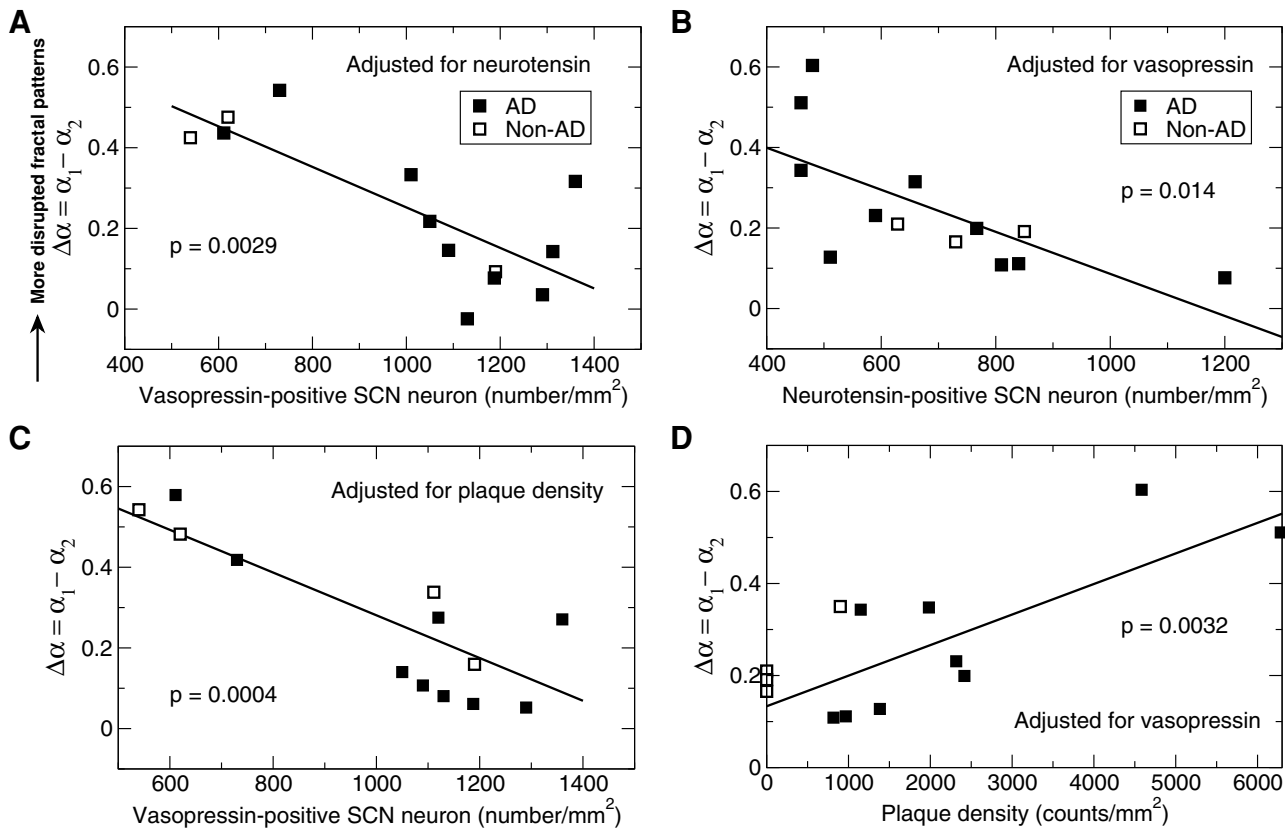 A
More disrupted fractal patterns
Δα = α₁ − α₂
0.6
0.4
0.2
0
Adjusted for neurotensin
AD
Non-AD
p = 0.0029
400 600 800 1000 1200 1400
Vasopressin-positive SCN neuron (number/mm²)
B
Δα = α₁ − α₂
0.6
0.4
0.2
0
Adjusted for vasopressin
AD
Non-AD
p = 0.014
400 600 800 1000 1200
Neurotensin-positive SCN neuron (number/mm²)
C
Δα = α₁ − α₂
0.6
0.4
0.2
0
Adjusted for plaque density
p = 0.0004
600 800 1000 1200 1400
Vasopressin-positive SCN neuron (number/mm²)
D
Δα = α₁ − α₂
0.6
0.4
0.2
0
p = 0.0032
Adjusted for vasopressin
0 1000 2000 3000 4000 5000 6000
Plaque density (counts/mm²)